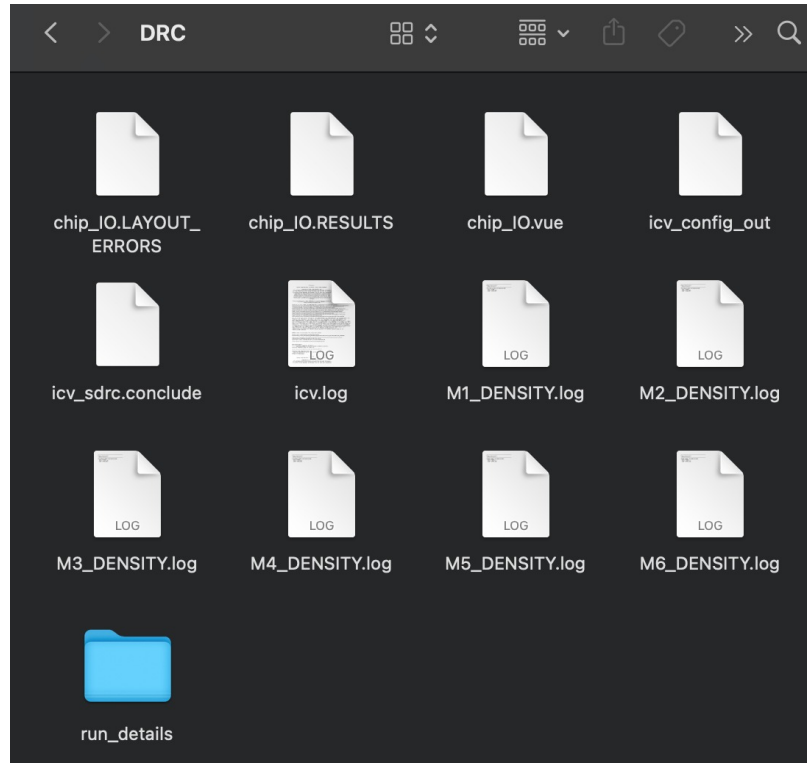 DRC
chip_IO.LAYOUT_
ERRORS
chip_IO.RESULTS
chip_IO.vue
icv_config_out
icv_sdrc.conclude
LOG
icv.log
LOG
M1_DENSITY.log
LOG
M2_DENSITY.log
LOG
M3_DENSITY.log
LOG
M4_DENSITY.log
LOG
M5_DENSITY.log
LOG
M6_DENSITY.log
run_details